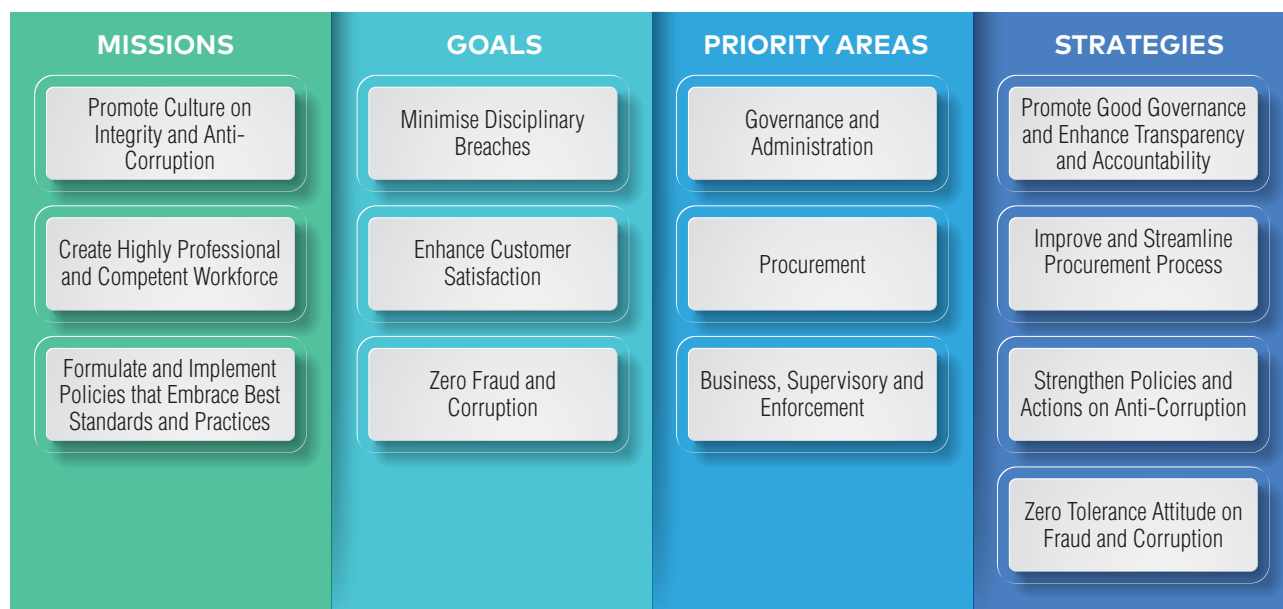 MISSIONS
Promote Culture on
Integrity and Anti-
Corruption
Create Highly Professional
and Competent Workforce
Formulate and Implement
Policies that Embrace Best
Standards and Practices
GOALS
Minimise Disciplinary
Breaches
Enhance Customer
Satisfaction
Zero Fraud and
Corruption
PRIORITY AREAS
Governance and
Administration
Procurement
Business, Supervisory and
Enforcement
STRATEGIES
Promote Good Governance
and Enhance Transparency
and Accountability
Improve and Streamline
Procurement Process
Strengthen Policies and
Actions on Anti-Corruption
Zero Tolerance Attitude on
Fraud and Corruption